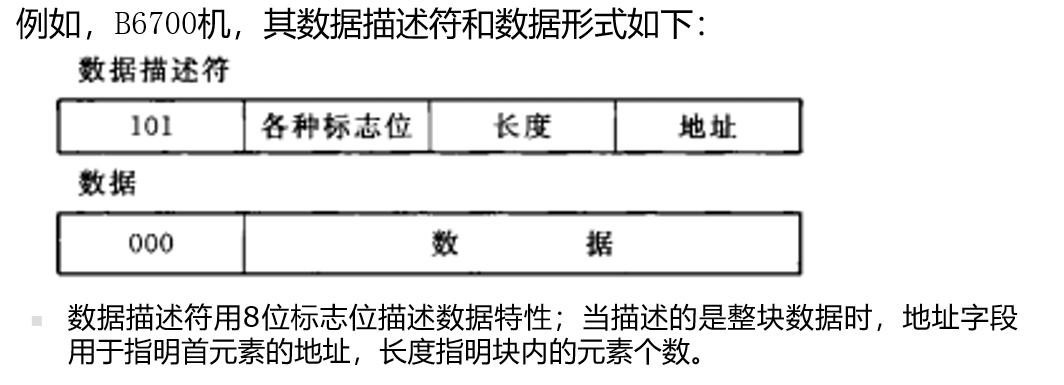 例如，B6700机，其数据描述符和数据形式如下：
数据描述符
101 各种标志位 长度 地址
数据
000 数 据
数据描述符用8位标志位描述数据特性；当描述的是整块数据时，地址字段
用于指明首元素的地址，长度指明块内的元素个数。